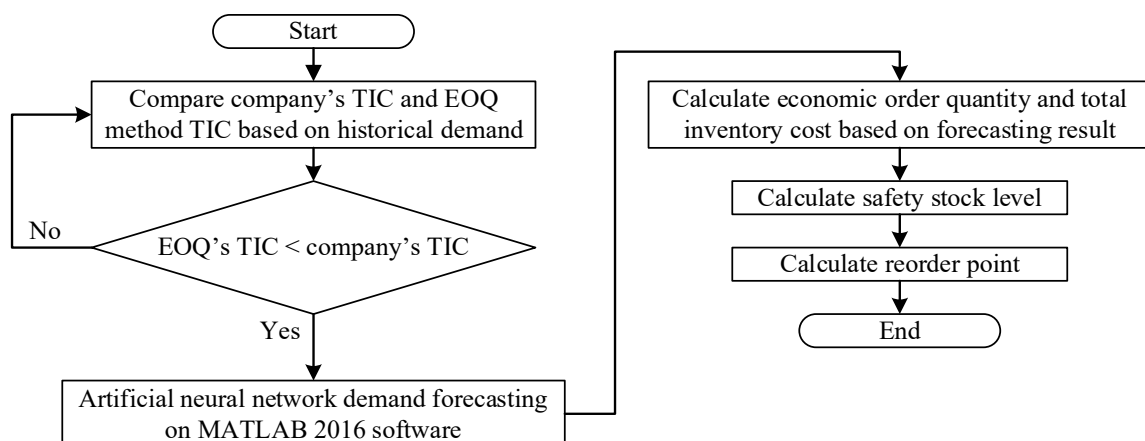 Start
Compare company’s TIC and EOQ
method TIC based on historical demand
EOQ’s TIC < company’s TIC
No
Yes
Artificial neural network demand forecasting
on MATLAB 2016 software
Calculate economic order quantity and total
inventory cost based on forecasting result
Calculate safety stock level
Calculate reorder point
End